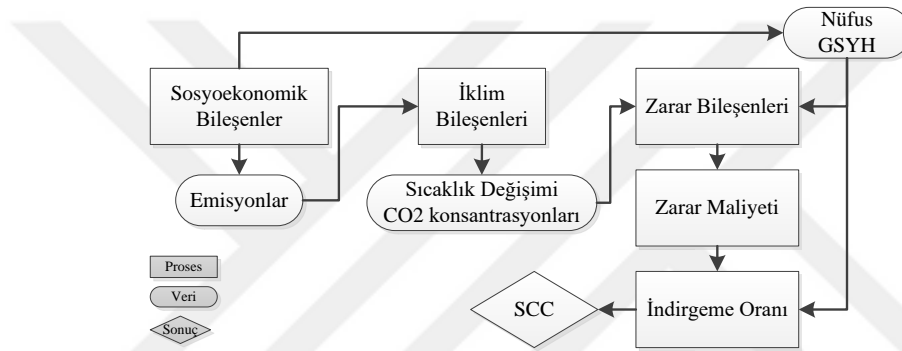 Nüfus
GSYH
Sosyoekonomik
Bileşenler
İklim
Bileşenleri
Zarar Bileşenleri
Emisyonlar
Sıcaklık Değişimi
CO2 konsantrasyonları
Zarar Maliyeti
Proses
Veri
Sonuç
SCC
İndirgeme Oranı